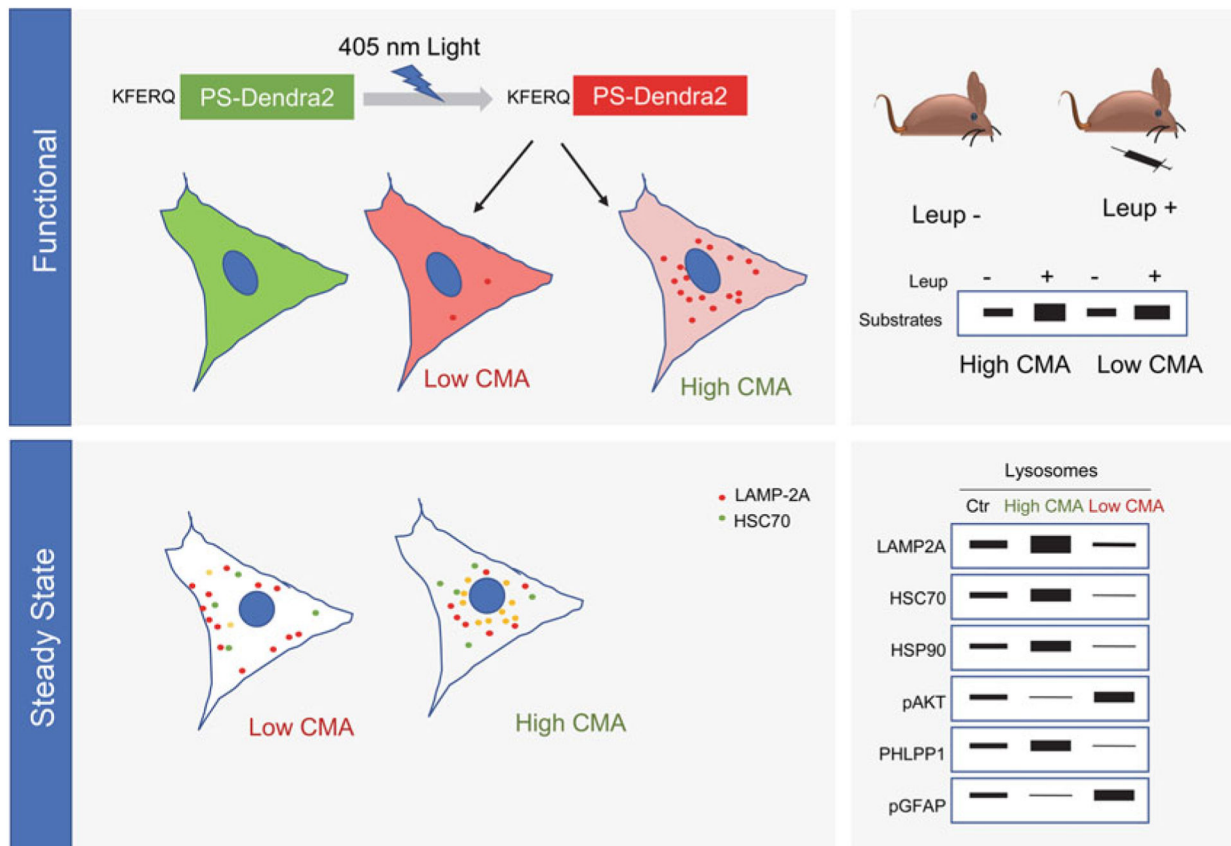 Functional
405 nm Light
KFERQ PS-Dendra2
KFERQ PS-Dendra2
Low CMA
High CMA
Leup -
Leup +
Leup - + - +
Substrates
High CMA Low CMA
Steady State
LAMP-2A
HSC70
Low CMA
High CMA
Lysosomes
Ctr High CMA Low CMA
LAMP2A
HSC70
HSP90
pAKT
PHLPP1
pGFAP